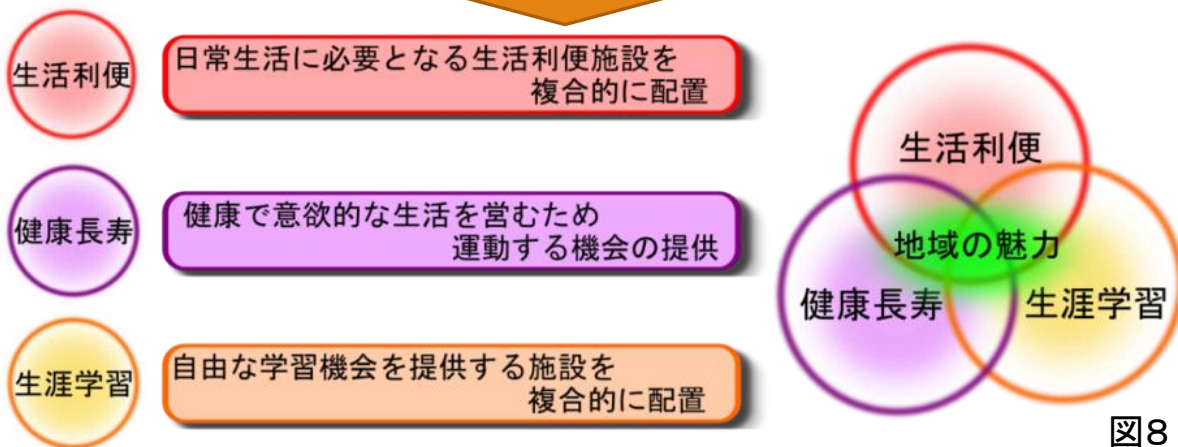 生活利便
日常生活に必要となる生活利便施設を
複合的に配置
健康長寿
健康で意欲的な生活を営むため
運動する機会の提供
生涯学習
自由な学習機会を提供する施設を
複合的に配置
生活利便
地域の魅力
健康長寿
生涯学習
図8